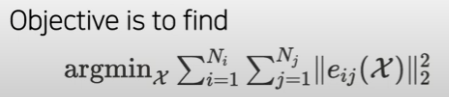 Objective is to find
argmin_𝒳 ∑_{i=1}^{N_i} ∑_{j=1}^{N_j} ‖e_{ij}(𝒳)‖_2^2